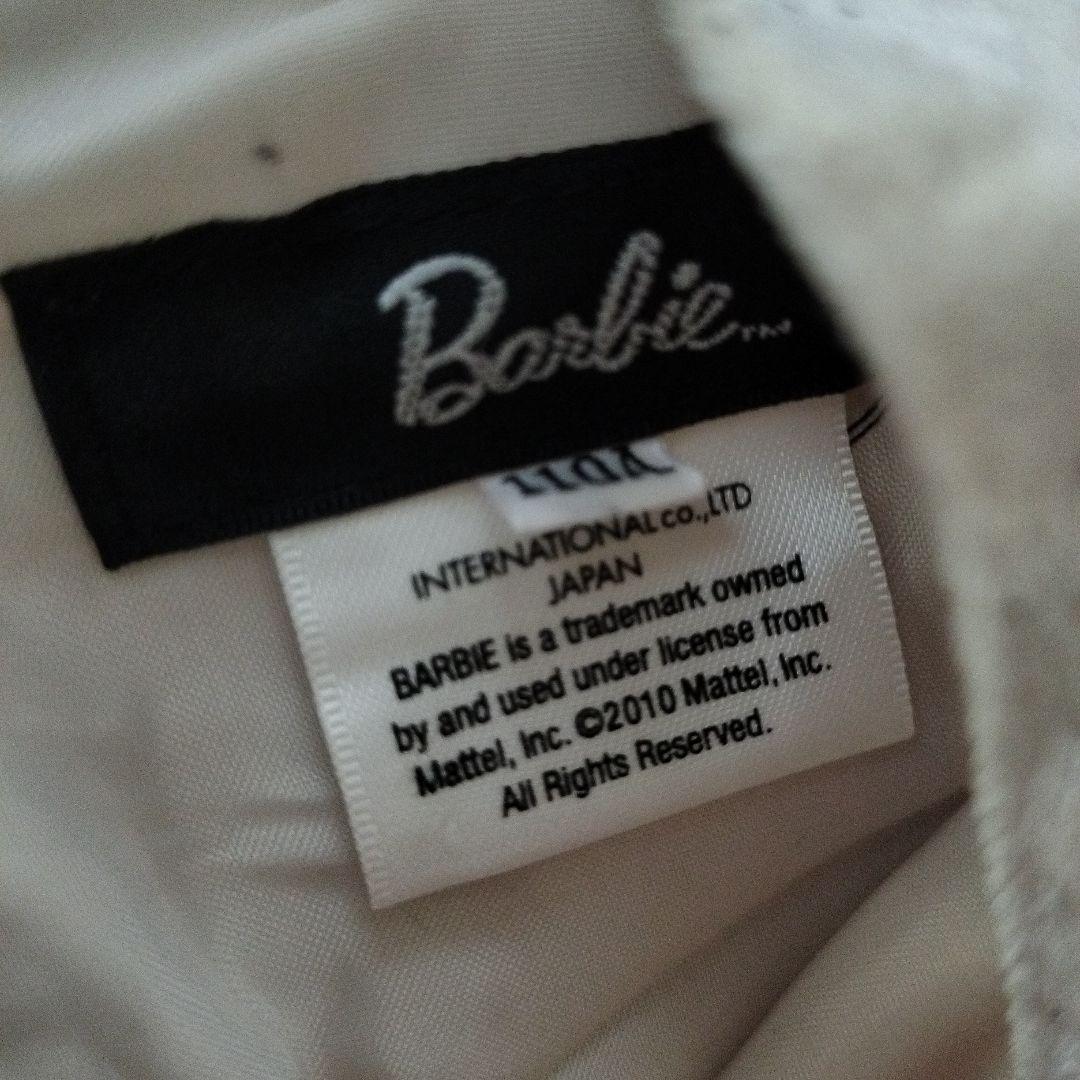 Barbie™
INTERNATIONAL CO.,LTD
JAPAN
BARBIE is a trademark owned
by and used under license from
Mattel, Inc. ©2010 Mattel, Inc.
All Rights Reserved.